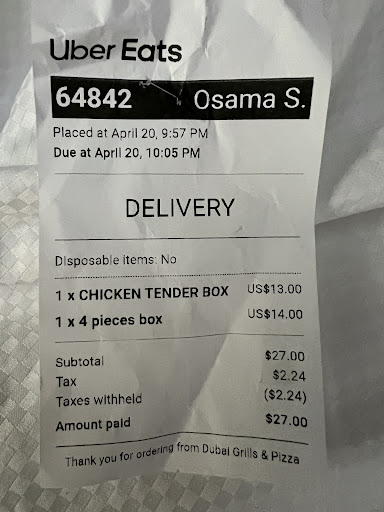 Uber Eats
64842 Osama S.
Placed at April 20, 9:57 PM
Due at April 20, 10:05 PM
DELIVERY
Disposable items: No
1 x CHICKEN TENDER BOX US$13.00
1 x 4 pieces box US$14.00
Subtotal $27.00
Tax $2.24
Taxes withheld ($2.24)
Amount paid $27.00
Thank you for ordering from Dubai Grills & Pizza